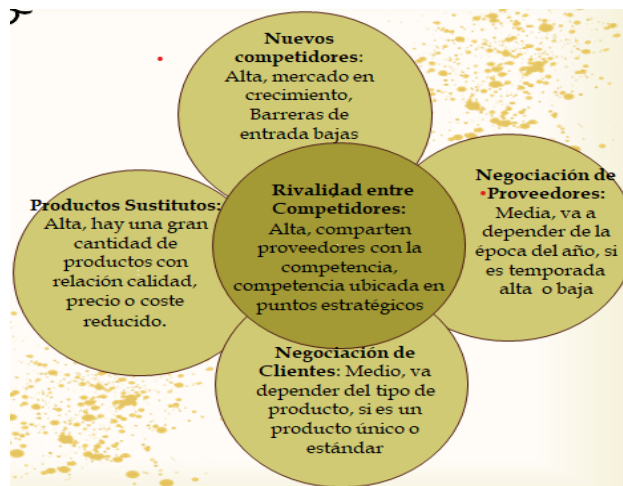 Nuevos
competidores:
Alta, mercado en
crecimiento,
Barreras de
entrada bajas
Productos Sustitutos:
Alta, hay una gran
cantidad de
productos con
relación calidad,
precio o coste
reducido.
Rivalidad entre
Competidores:
Alta, comparten
proveedores con la
competencia,
competencia ubicada en
puntos estratégicos
Negociación de
Proveedores:
Media, va a
depender de la
época del año, si
es temporada
alta o baja
Negociación de
Clientes: Medio, va
depender del tipo de
producto, si es un
producto único o
estándar